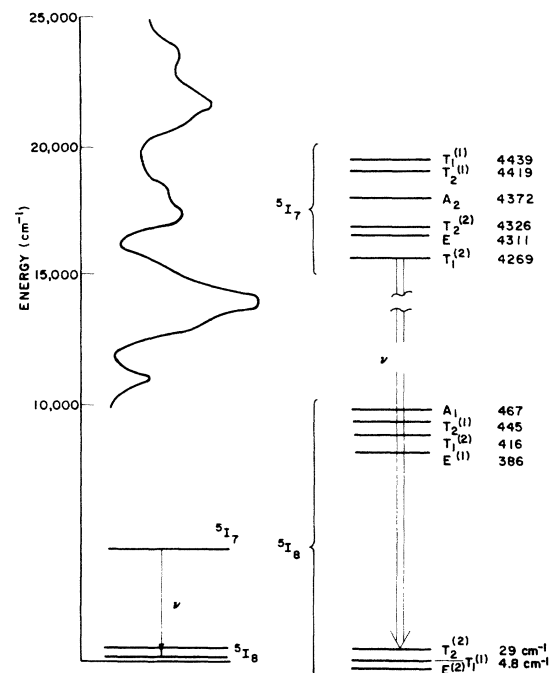 25,000
20,000
15,000
10,000
ENERGY (cm⁻¹)
⁵I₇
ν
⁵I₈
⁵I₇
T₁⁽¹⁾ 4439
T₂⁽¹⁾ 4419
A₂ 4372
T₂⁽²⁾ 4326
E 4311
T₁⁽²⁾ 4269
ν
⁵I₈
A₁ 467
T₂⁽¹⁾ 445
T₁⁽²⁾ 416
E⁽¹⁾ 386
T₂⁽²⁾ 29 cm⁻¹
E⁽²⁾T₁⁽¹⁾ 4.8 cm⁻¹